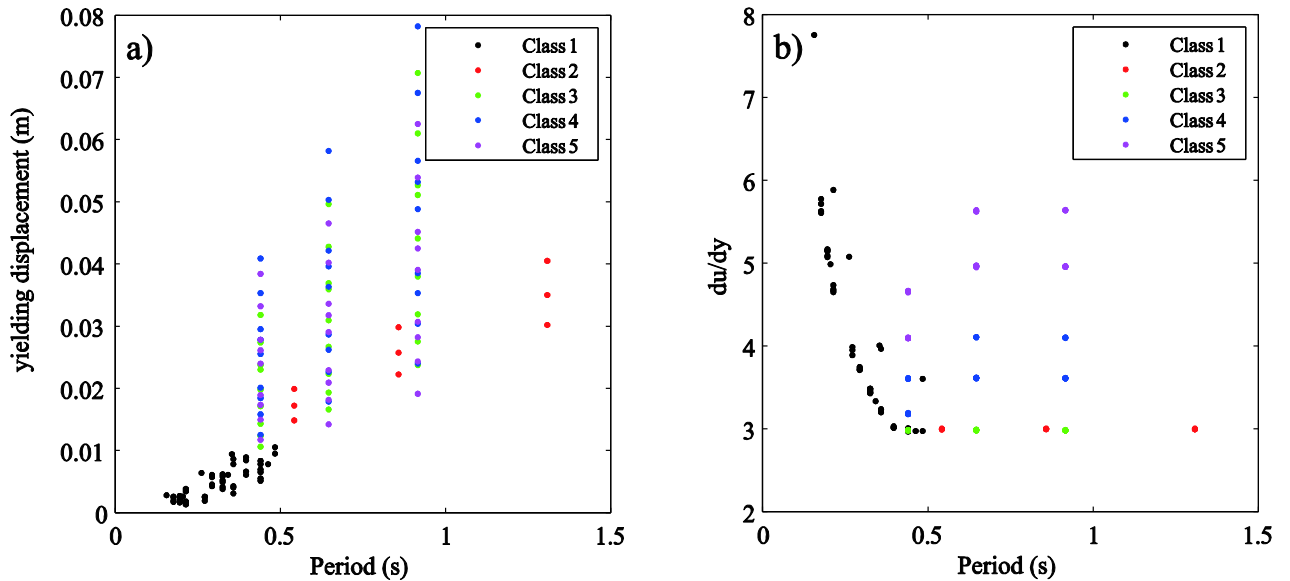 a)
yielding displacement (m)
0.08
0.07
0.06
0.05
0.04
0.03
0.02
0.01
0
0
0.5
1
1.5
Period (s)
Class 1
Class 2
Class 3
Class 4
Class 5
b)
du/dy
8
7
6
5
4
3
2
0
0.5
1
1.5
Period (s)
Class 1
Class 2
Class 3
Class 4
Class 5